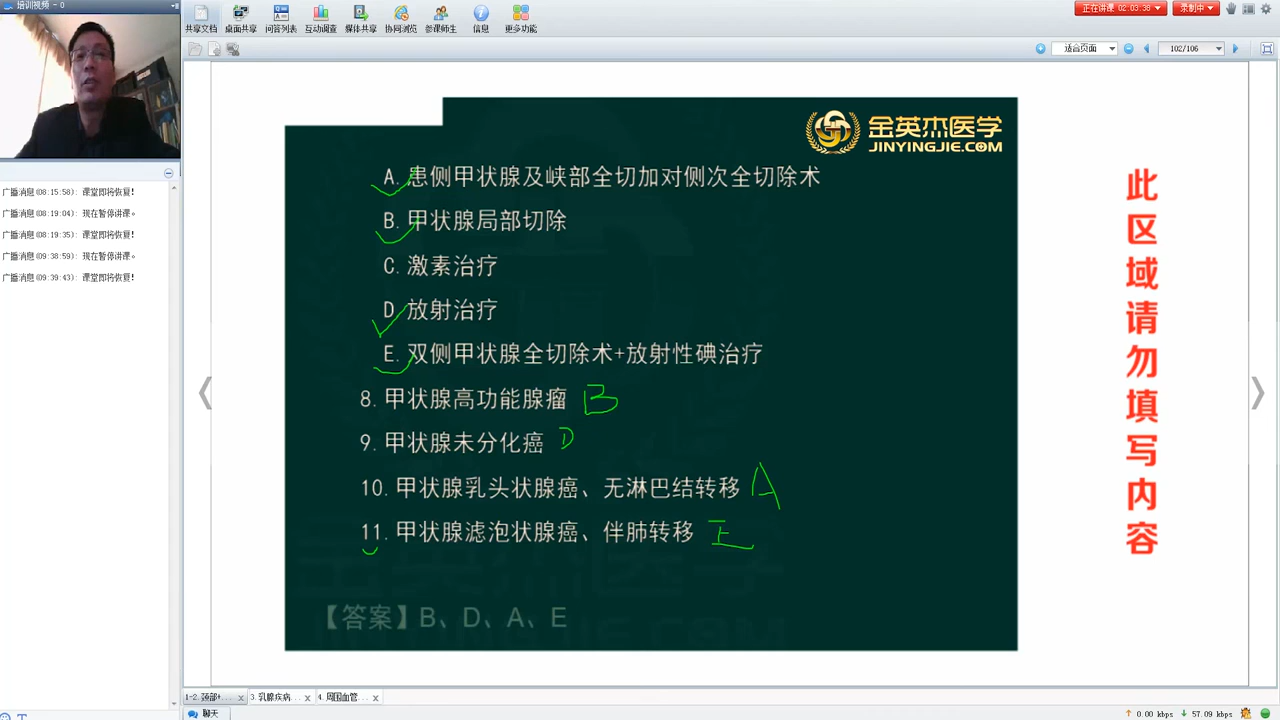 培训视频 - 0
共享文档 桌面共享 问答列表 互动调查 媒体共享 协同浏览 参课师生 信息 更多功能
正在讲课 02:03:38 录制中
适合页面 102/106
广播消息(08:15:58): 课堂即将恢复!
广播消息(08:19:04): 现在暂停讲课。
广播消息(08:19:35): 课堂即将恢复!
广播消息(09:38:59): 现在暂停讲课。
广播消息(09:39:43): 课堂即将恢复!
金英杰医学
JINYINGJIE.COM
A. 患侧甲状腺及峡部全切加对侧次全切除术
B. 甲状腺局部切除
C. 激素治疗
D 放射治疗
E. 双侧甲状腺全切除术+放射性碘治疗
8. 甲状腺高功能腺瘤 B
9. 甲状腺未分化癌 D
10. 甲状腺乳头状腺癌、无淋巴结转移 A
11. 甲状腺滤泡状腺癌、伴肺转移 E
【答案】B、D、A、E
此区域请勿填写内容
1-2. 颈部+... x 3. 乳腺疾病... x 4. 周围血管... x
聊天
0.00 kbps 57.09 kbps